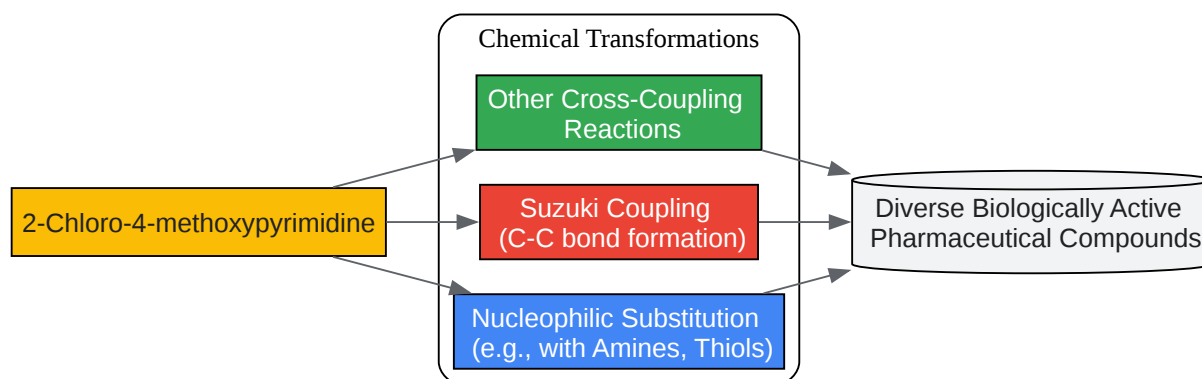 Chemical Transformations
Other Cross-Coupling
Reactions
2-Chloro-4-methoxypyrimidine
Suzuki Coupling
(C-C bond formation)
Diverse Biologically Active
Pharmaceutical Compounds
Nucleophilic Substitution
(e.g., with Amines, Thiols)